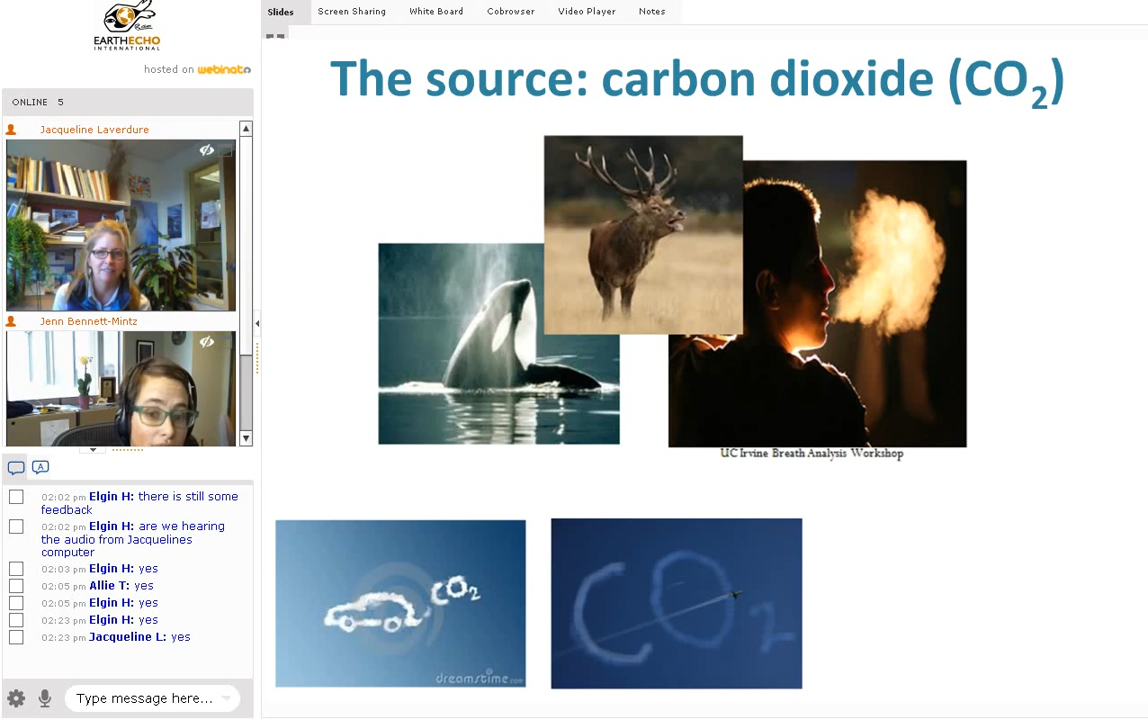 EARTHECHO
INTERNATIONAL
hosted on webinato
ONLINE 5
Jacqueline Laverdure
Jenn Bennett-Mintz
02:02 pm Elgin H: there is still some
feedback
02:02 pm Elgin H: are we hearing
the audio from Jacquelines
computer
02:03 pm Elgin H: yes
02:05 pm Allie T: yes
02:05 pm Elgin H: yes
02:23 pm Elgin H: yes
02:23 pm Jacqueline L: yes
Type message here...
Slides Screen Sharing White Board Cobrowser Video Player Notes
The source: carbon dioxide (CO₂)
UC Irvine Breath Analysis Workshop
CO₂
dreamstime.com
CO₂